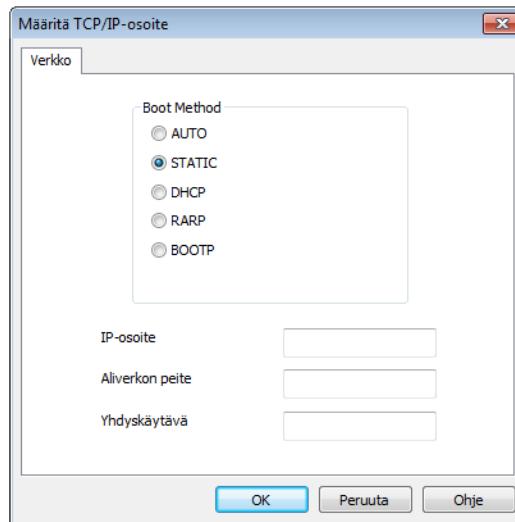 Määritä TCP/IP-osoite
Verkko
Boot Method
AUTO
STATIC
DHCP
RARP
BOOTP
IP-osoite
Aliverkon peite
Yhdyskäytävä
OK Peruuta Ohje